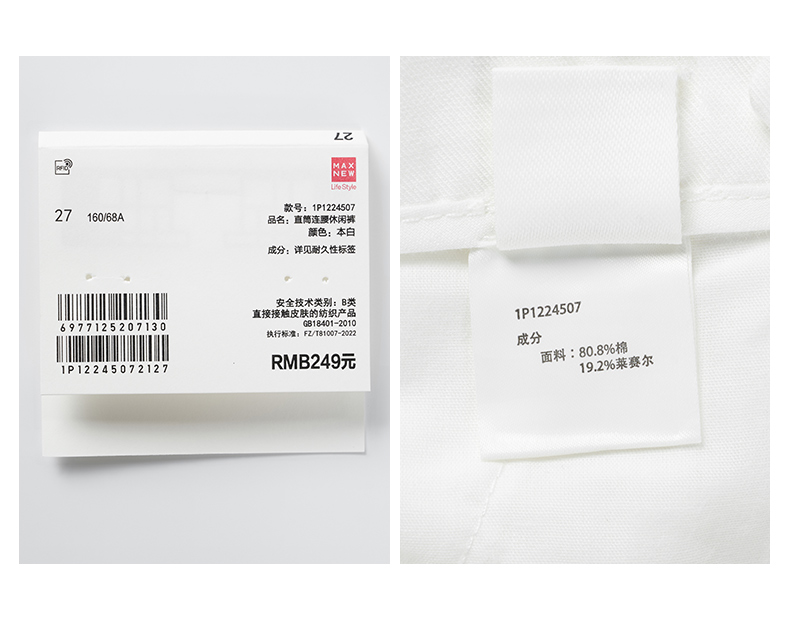 27
RFID
MAX
NEW
Life Style
27 160/68A
款号：1P1224507
品名：直筒连腰休闲裤
颜色：本白
成分：详见耐久性标签
安全技术类别：B类
直接接触皮肤的纺织产品
GB18401-2010
执行标准：FZ/T81007-2022
6977125207130
1P12245072127
RMB249元
1P1224507
成分
面料：80.8%棉
19.2%莱赛尔